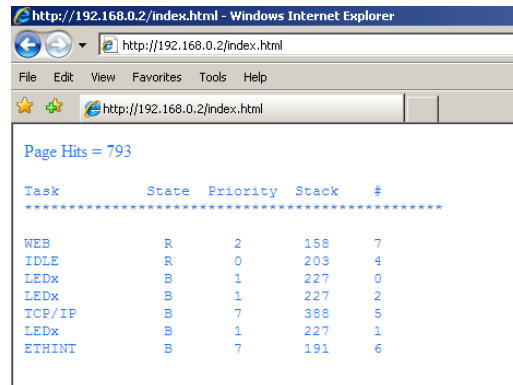 http://192.168.0.2/index.html - Windows Internet Explorer
http://192.168.0.2/index.html
File Edit View Favorites Tools Help
http://192.168.0.2/index.html
Page Hits = 793
Task State Priority Stack #
************************************************
WEB R 2 158 7
IDLE R 0 203 4
LEDx B 1 227 0
LEDx B 1 227 2
TCP/IP B 7 388 5
LEDx B 1 227 1
ETHINT B 7 191 6